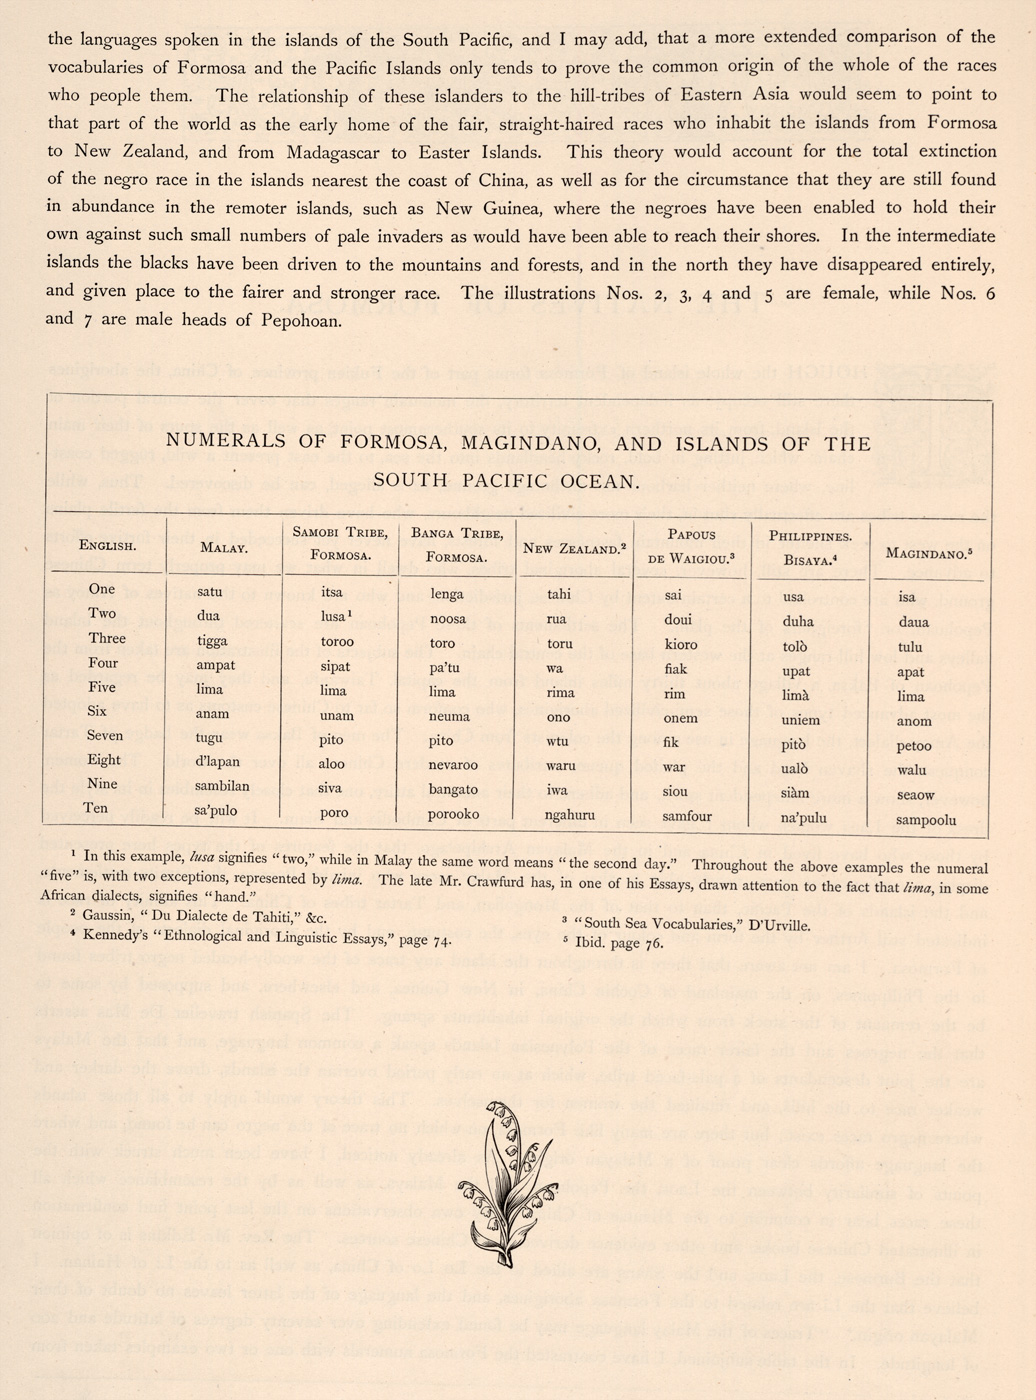 the languages spoken in the islands of the South Pacific, and I may add, that a more extended comparison of the
vocabularies of Formosa and the Pacific Islands only tends to prove the common origin of the whole of the races
who people them. The relationship of these islanders to the hill-tribes of Eastern Asia would seem to point to
that part of the world as the early home of the fair, straight-haired races who inhabit the islands from Formosa
to New Zealand, and from Madagascar to Easter Islands. This theory would account for the total extinction
of the negro race in the islands nearest the coast of China, as well as for the circumstance that they are still found
in abundance in the remoter islands, such as New Guinea, where the negroes have been enabled to hold their
own against such small numbers of pale invaders as would have been able to reach their shores. In the intermediate
islands the blacks have been driven to the mountains and forests, and in the north they have disappeared entirely,
and given place to the fairer and stronger race. The illustrations Nos. 2, 3, 4 and 5 are female, while Nos. 6
and 7 are male heads of Pepohoan.
NUMERALS OF FORMOSA, MAGINDANO, AND ISLANDS OF THE
SOUTH PACIFIC OCEAN.
English. Malay. Samobi Tribe, Formosa. Banga Tribe, Formosa. New Zealand.² Papous de Waigiou.³ Philippines. Bisaya.⁴ Magindano.⁵
One satu itsa lenga tahi sai usa isa
Two dua lusa¹ noosa rua doui duha daua
Three tigga toroo toro toru kioro tolò tulu
Four ampat sipat pa'tu wa fiak upat apat
Five lima lima lima rima rim limà lima
Six anam unam neuma ono onem uniem anom
Seven tugu pito pito wtu fik pitò petoo
Eight d'lapan aloo nevaroo waru war ualò walu
Nine sambilan siva bangato iwa siou siàm seaow
Ten sa'pulo poro porooko ngahuru samfour na'pulu sampoolu
¹ In this example, lusa signifies "two," while in Malay the same word means "the second day." Throughout the above examples the numeral
"five" is, with two exceptions, represented by lima. The late Mr. Crawfurd has, in one of his Essays, drawn attention to the fact that lima, in some
African dialects, signifies "hand."
² Gaussin, "Du Dialecte de Tahiti," &c.
³ "South Sea Vocabularies," D'Urville.
⁴ Kennedy's "Ethnological and Linguistic Essays," page 74.
⁵ Ibid. page 76.